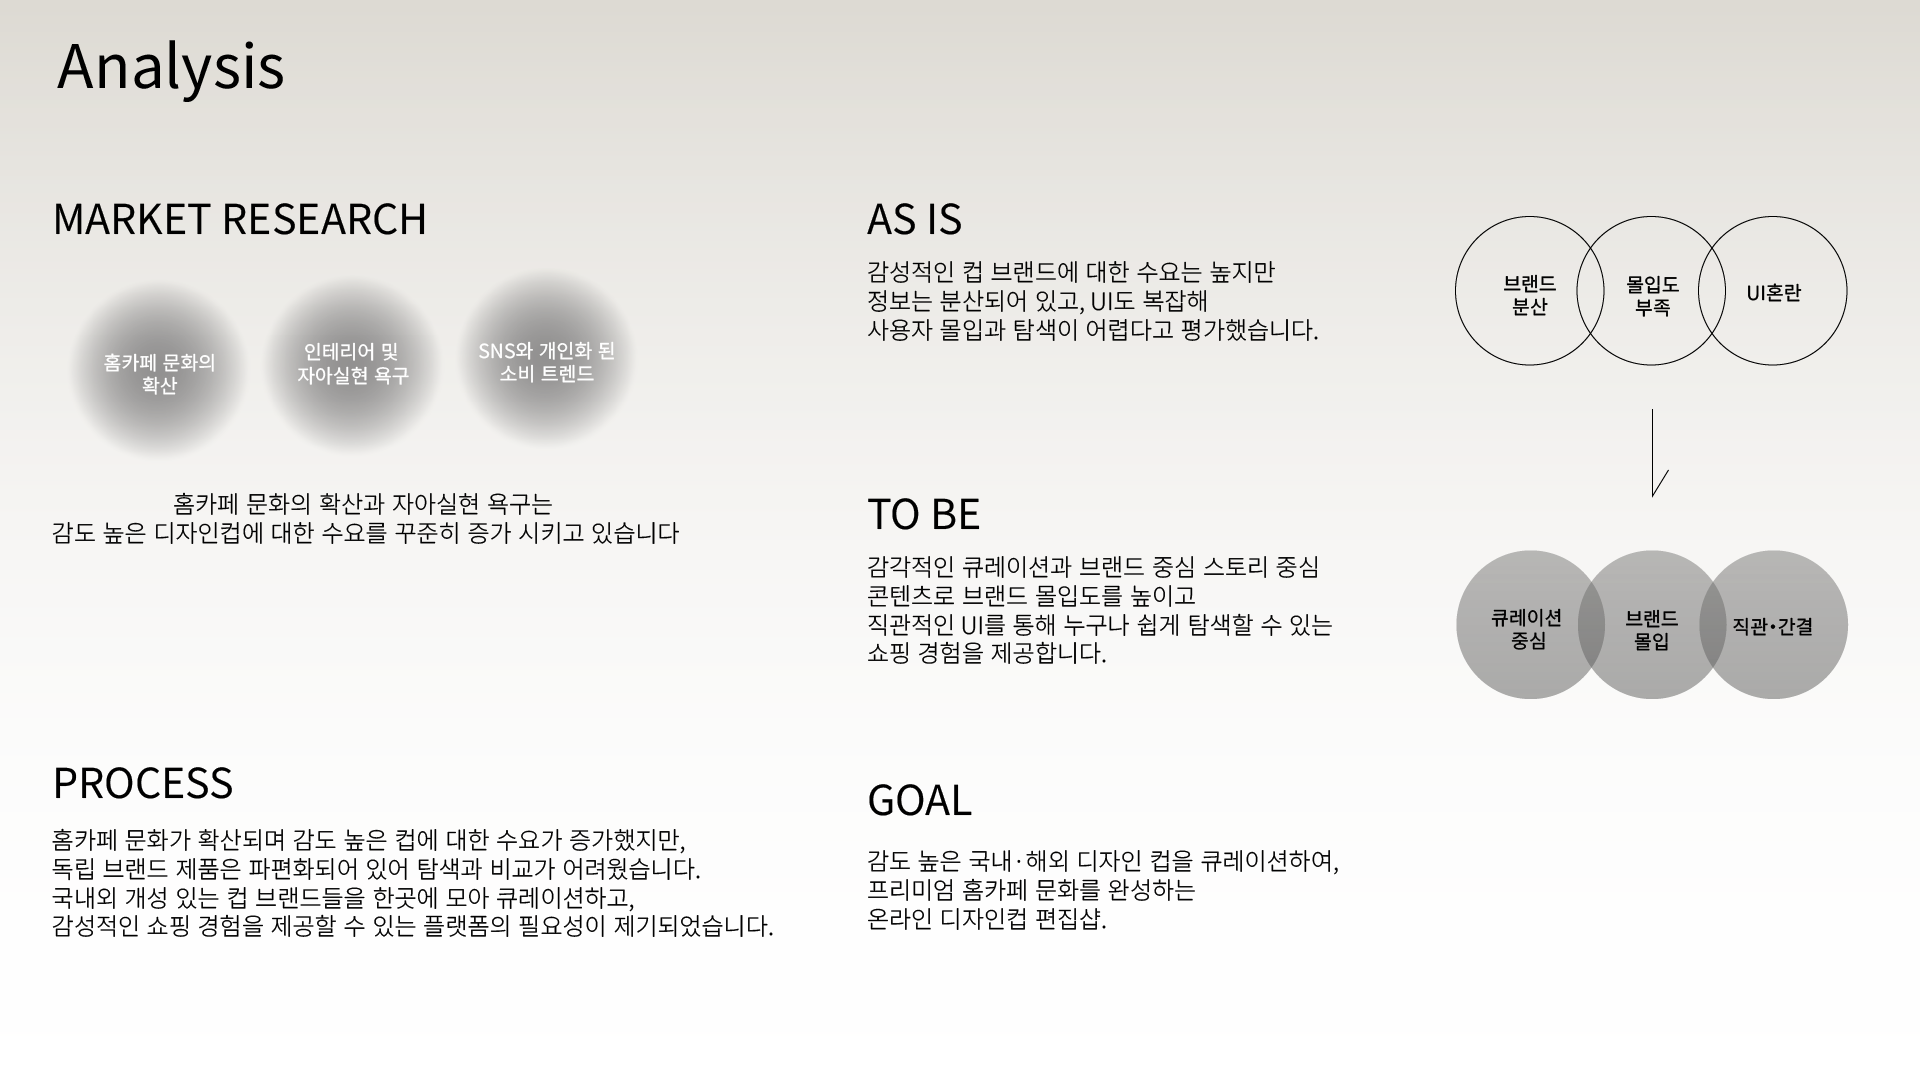 Analysis
MARKET RESEARCH
홈카페 문화의
확산
인테리어 및
자아실현 욕구
SNS와 개인화 된
소비 트렌드
홈카페 문화의 확산과 자아실현 욕구는
감도 높은 디자인컵에 대한 수요를 꾸준히 증가 시키고 있습니다
PROCESS
홈카페 문화가 확산되며 감도 높은 컵에 대한 수요가 증가했지만,
독립 브랜드 제품은 파편화되어 있어 탐색과 비교가 어려웠습니다.
국내외 개성 있는 컵 브랜드들을 한곳에 모아 큐레이션하고,
감성적인 쇼핑 경험을 제공할 수 있는 플랫폼의 필요성이 제기되었습니다.
AS IS
감성적인 컵 브랜드에 대한 수요는 높지만
정보는 분산되어 있고, UI도 복잡해
사용자 몰입과 탐색이 어렵다고 평가했습니다.
브랜드
분산
몰입도
부족
UI혼란
TO BE
감각적인 큐레이션과 브랜드 중심 스토리 중심
콘텐츠로 브랜드 몰입도를 높이고
직관적인 UI를 통해 누구나 쉽게 탐색할 수 있는
쇼핑 경험을 제공합니다.
큐레이션
중심
브랜드
몰입
직관•간결
GOAL
감도 높은 국내·해외 디자인 컵을 큐레이션하여,
프리미엄 홈카페 문화를 완성하는
온라인 디자인컵 편집샵.